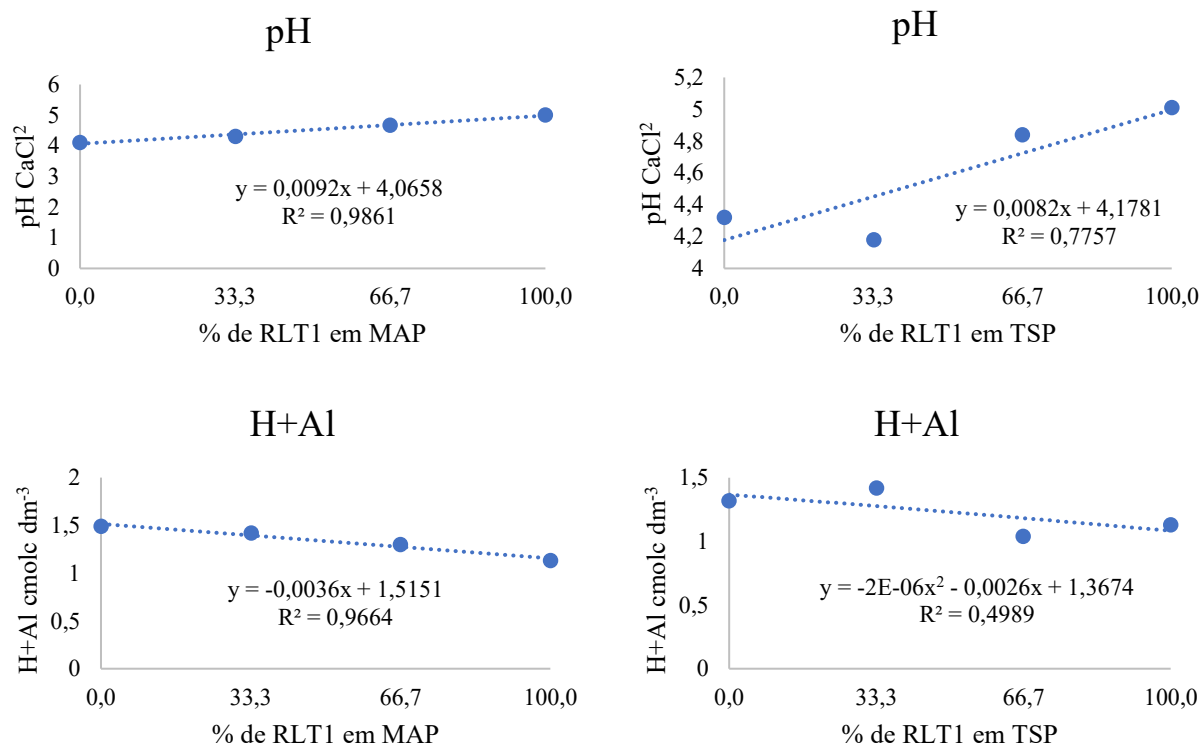 pH
6
5
4
3
2
1
0
pH CaCl²
y = 0,0092x + 4,0658
R² = 0,9861
0,0 33,3 66,7 100,0
% de RLT1 em MAP
pH
5,2
5
4,8
4,6
4,4
4,2
4
pH CaCl²
y = 0,0082x + 4,1781
R² = 0,7757
0,0 33,3 66,7 100,0
% de RLT1 em TSP
H+Al
2
1,5
1
0,5
0
H+Al cmolc dm⁻³
y = -0,0036x + 1,5151
R² = 0,9664
0,0 33,3 66,7 100,0
% de RLT1 em MAP
H+Al
1,5
1
0,5
0
H+Al cmolc dm⁻³
y = -2E-06x² - 0,0026x + 1,3674
R² = 0,4989
0,0 33,3 66,7 100,0
% de RLT1 em TSP